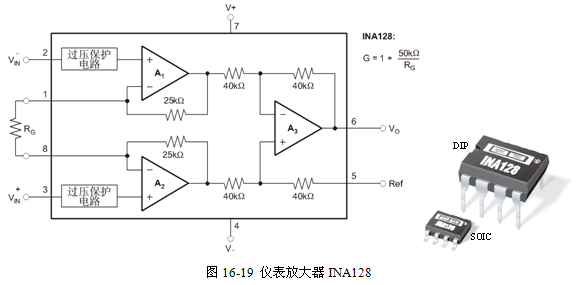 V+
7
INA128:
G = 1 + 50kΩ / RG
V−IN
2
过压保护
电路
A1
+
−
40kΩ
40kΩ
1
25kΩ
RG
A3
−
+
6
VO
25kΩ
8
−
+
A2
40kΩ
40kΩ
5
Ref
V+IN
3
过压保护
电路
4
V−
DIP
INA128
SOIC
图 16-19 仪表放大器 INA128